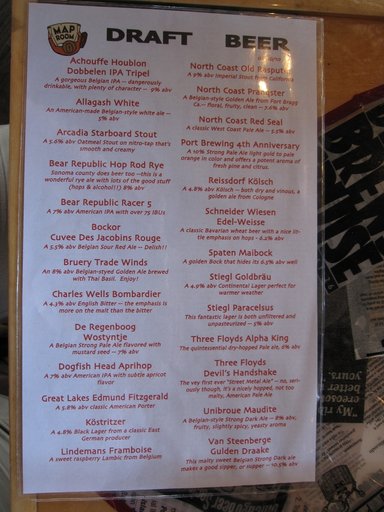 MAP ROOM
DRAFT BEER
Achouffe Houblon
Dobbelen IPA Tripel
A gorgeous Belgian IPA -- dangerously
drinkable, with plenty of character -- 9% abv
Allagash White
An American-made Belgian-style white ale --
5% abv
Arcadia Starboard Stout
A 5.6% abv Oatmeal Stout on nitro-tap that's
smooth and creamy
Bear Republic Hop Rod Rye
Sonoma county does beer too --this is a
wonderful rye ale with lots of the good stuff
(hops & alcohol!!) 8% abv
Bear Republic Racer 5
A 7% abv American IPA with over 75 IBUs
Bockor
Cuvee Des Jacobins Rouge
A 5.5% abv Belgian Sour Red Ale -- Delish!!
Bruery Trade Winds
An 8% abv Belgian-styed Golden Ale brewed
with Thai Basil. Enjoy!
Charles Wells Bombardier
A 4.3% abv English Bitter -- the emphasis is
more on the malt than the bitter
De Regenboog
Wostyntje
A Belgian Strong Pale Ale flavored with
mustard seed -- 7% abv
Dogfish Head Aprihop
A 7% abv American IPA with subtle apricot
flavor
Great Lakes Edmund Fitzgerald
A 5.8% abv classic American Porter
Köstritzer
A 4.8% Black Lager from a classic East
German producer
Lindemans Framboise
A sweet raspberry Lambic from Belgium
North Coast Old Rasputin
A 9% abv Imperial Stout from California
North Coast Prangster
A Belgian-style Golden Ale from Fort Bragg
Ca.-- floral, fruity, clean -- 7.6% abv
North Coast Red Seal
A classic West Coast Pale Ale -- 5.5% abv
Port Brewing 4th Anniversary
A 10% Strong Pale Ale light gold to pale
orange in color and offers a potent aroma of
fresh pine and citrus.
Reissdorf Kölsch
A 4.8% abv Kölsch -- both dry and vinous, a
golden ale from Cologne
Schneider Wiesen
Edel-Weisse
A classic Bavarian wheat beer with a nice lit-
tle emphasis on hops - 6.2% abv
Spaten Maibock
A golden Bock that hides its 6.5% abv well
Stiegl Goldbräu
A 4.9% abv Continental Lager perfect for
warmer weather
Stiegl Paracelsus
This fantastic lager is both unfiltered and
unpasteurized -- 5% abv
Three Floyds Alpha King
The quintessential dry-hopped Pale ale, 6% abv
Three Floyds
Devil's Handshake
The vey first ever "Street Metal Ale" -- no, seri-
ously though, it's a nicely hopped, not too
malty, American Pale Ale
Unibroue Maudite
A Belgian-style Strong Dark Ale -- 8% abv,
fruity, slightly spicy, yeasty aroma
Van Steenberge
Gulden Draake
This malty sweet Belgian Strong Dark ale
makes a good sipper, or supper -- 10.5% abv
"My ri
better
ereason
yours.